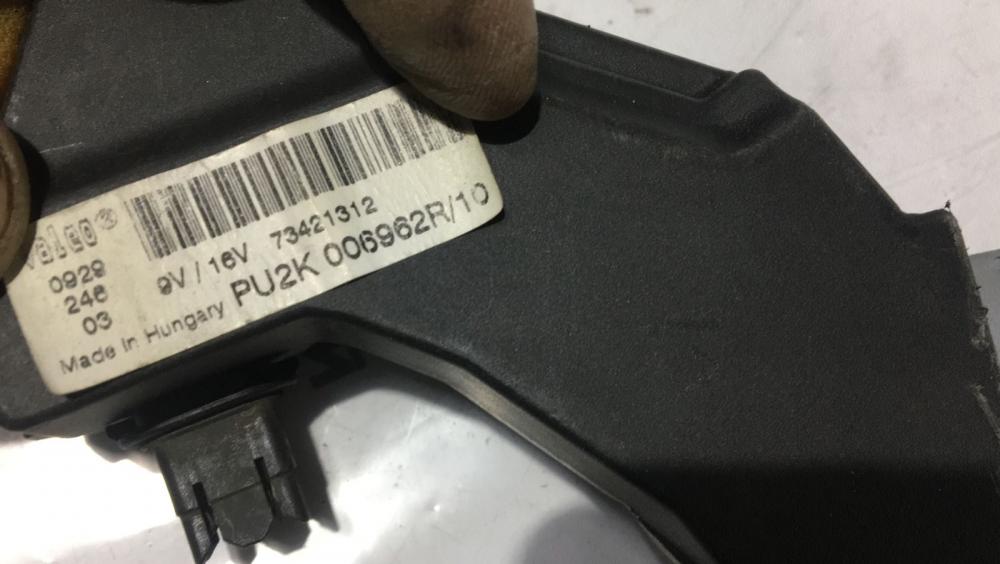 valeo®
0929
246
03
9V / 16V 73421312
Made in Hungary PU2K 006962R/10